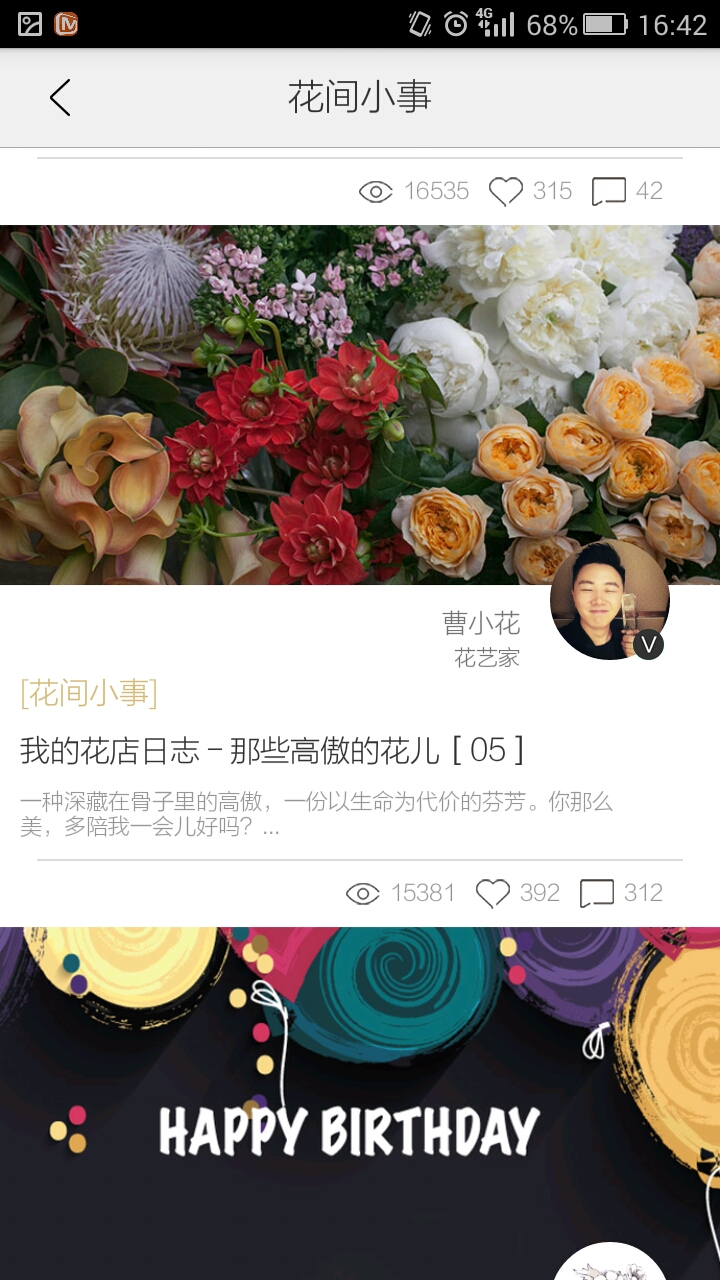 4G 68% 16:42
花间小事
16535 315 42
曹小花
花艺家
V
[花间小事]
我的花店日志 – 那些高傲的花儿 [ 05 ]
一种深藏在骨子里的高傲，一份以生命为代价的芬芳。你那么
美，多陪我一会儿好吗？...
15381 392 312
HAPPY BIRTHDAY